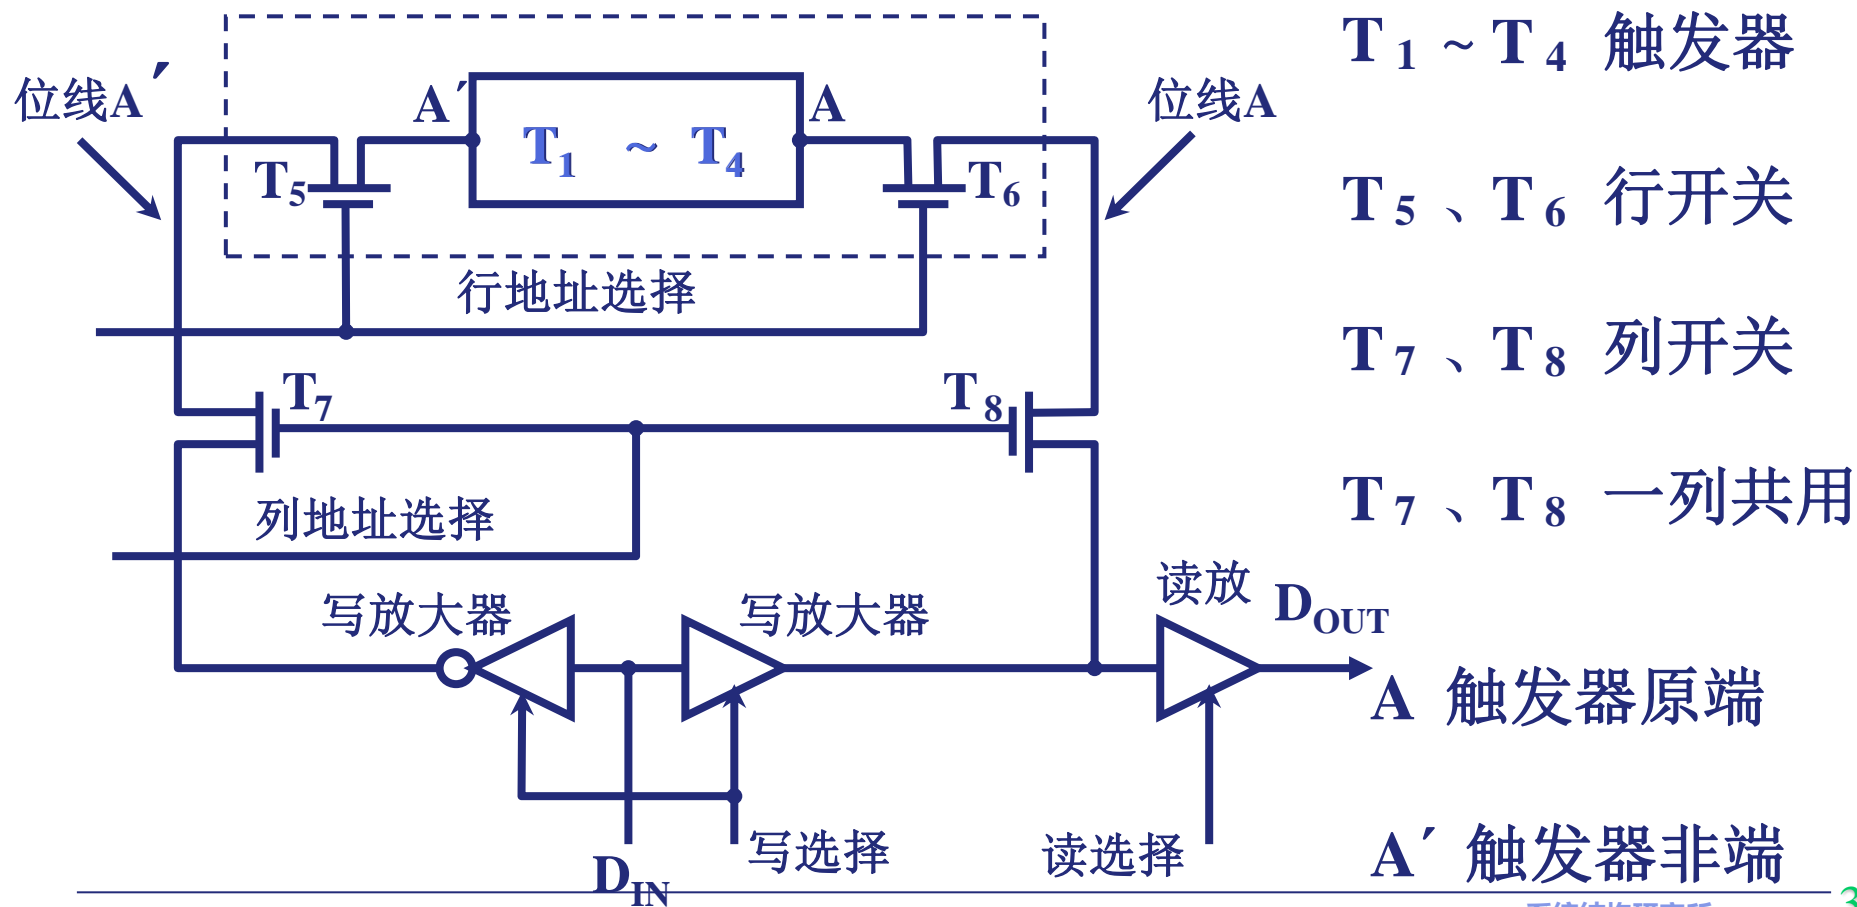 位线A′
A′
T1 ~ T4
A
位线A
T5
T6
行地址选择
T7
T8
列地址选择
写放大器
写放大器
读放
DOUT
DIN
写选择
读选择
T1 ~ T4 触发器
T5 、T6 行开关
T7 、T8 列开关
T7 、T8 一列共用
A 触发器原端
A′ 触发器非端
3